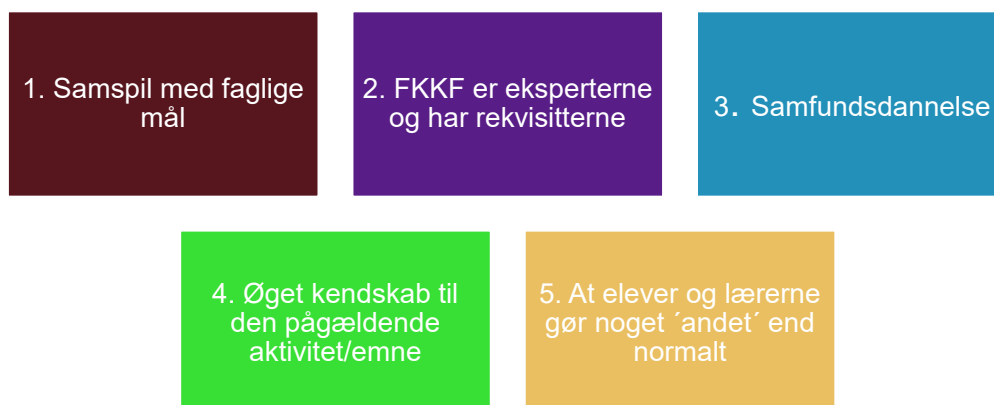 1. Samspil med faglige
mål
2. FKKF er eksperterne
og har rekvisitterne
3. Samfundsdannelse
4. Øget kendskab til
den pågældende
aktivitet/emne
5. At elever og lærerne
gør noget ´andet´ end
normalt